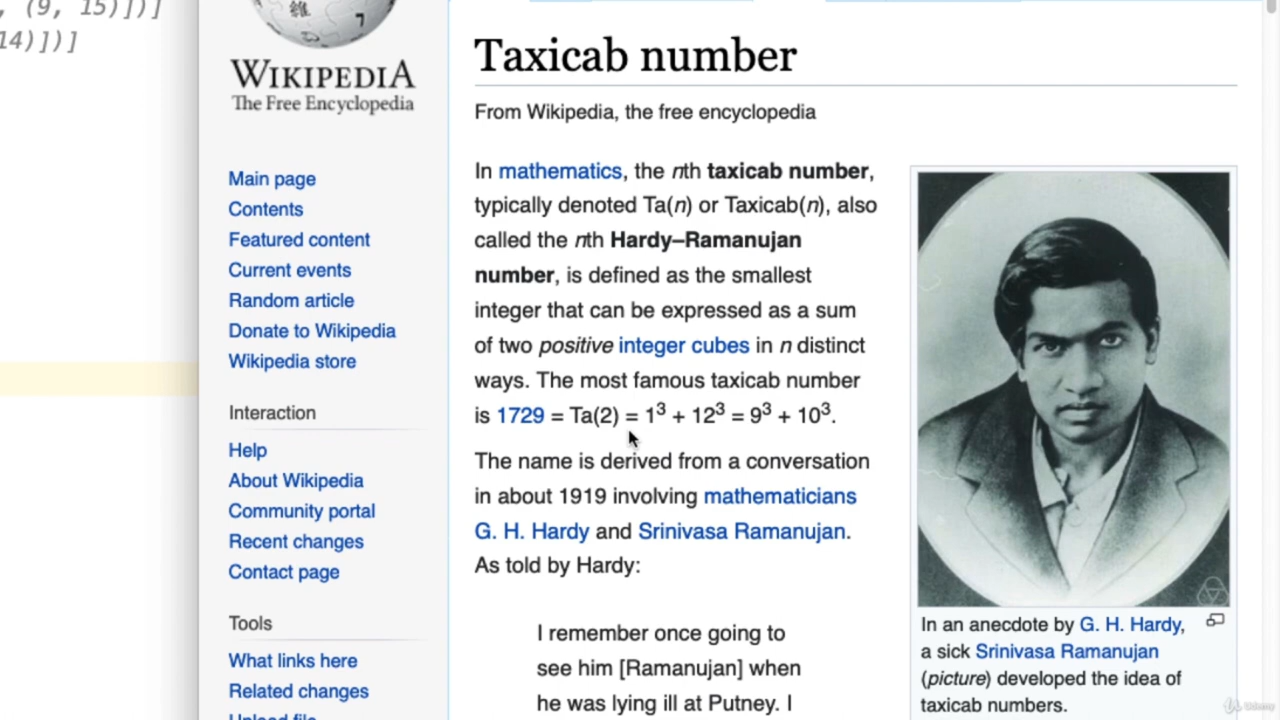 , (9, 15)])]
14)])]
維
7
WIKIPEDIA
The Free Encyclopedia
Main page
Contents
Featured content
Current events
Random article
Donate to Wikipedia
Wikipedia store
Interaction
Help
About Wikipedia
Community portal
Recent changes
Contact page
Tools
What links here
Related changes
Upload file
Taxicab number
From Wikipedia, the free encyclopedia
In mathematics, the nth taxicab number,
typically denoted Ta(n) or Taxicab(n), also
called the nth Hardy–Ramanujan
number, is defined as the smallest
integer that can be expressed as a sum
of two positive integer cubes in n distinct
ways. The most famous taxicab number
is 1729 = Ta(2) = 1³ + 12³ = 9³ + 10³.
The name is derived from a conversation
in about 1919 involving mathematicians
G. H. Hardy and Srinivasa Ramanujan.
As told by Hardy:
I remember once going to
see him [Ramanujan] when
he was lying ill at Putney. I
In an anecdote by G. H. Hardy,
a sick Srinivasa Ramanujan
(picture) developed the idea of
taxicab numbers.
Udemy